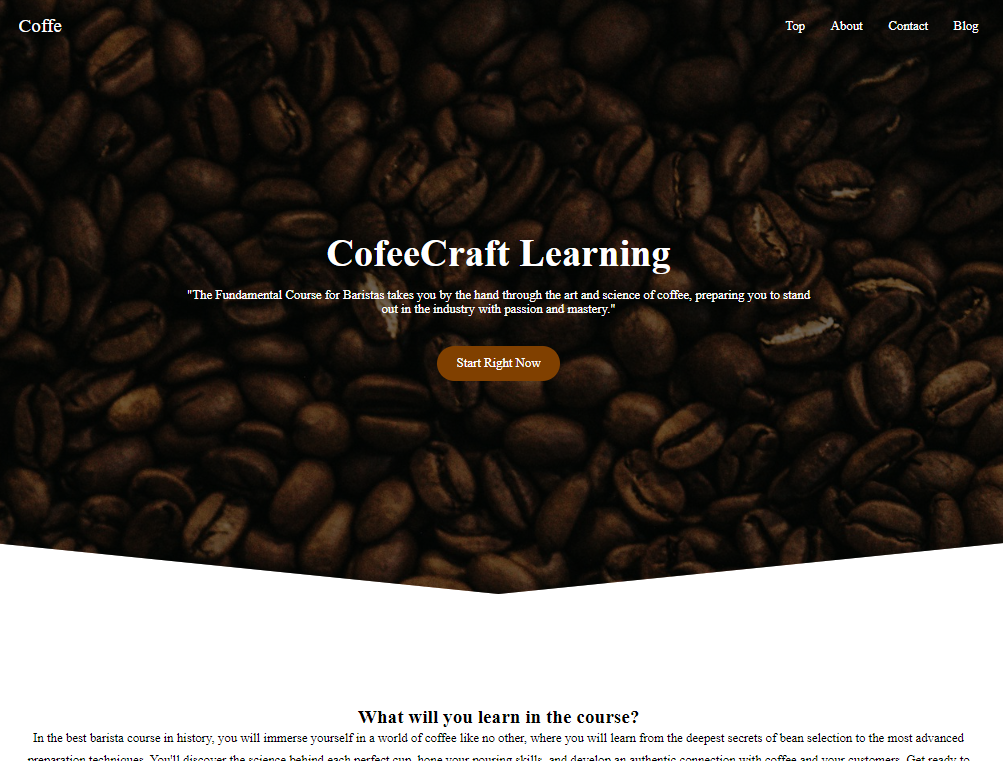 Coffe
Top About Contact Blog
CofeeCraft Learning
"The Fundamental Course for Baristas takes you by the hand through the art and science of coffee, preparing you to stand
out in the industry with passion and mastery."
Start Right Now
What will you learn in the course?
In the best barista course in history, you will immerse yourself in a world of coffee like no other, where you will learn from the deepest secrets of bean selection to the most advanced
preparation techniques. You'll discover the science behind each perfect cup, hone your pouring skills, and develop an authentic connection with coffee and your customers. Get ready to